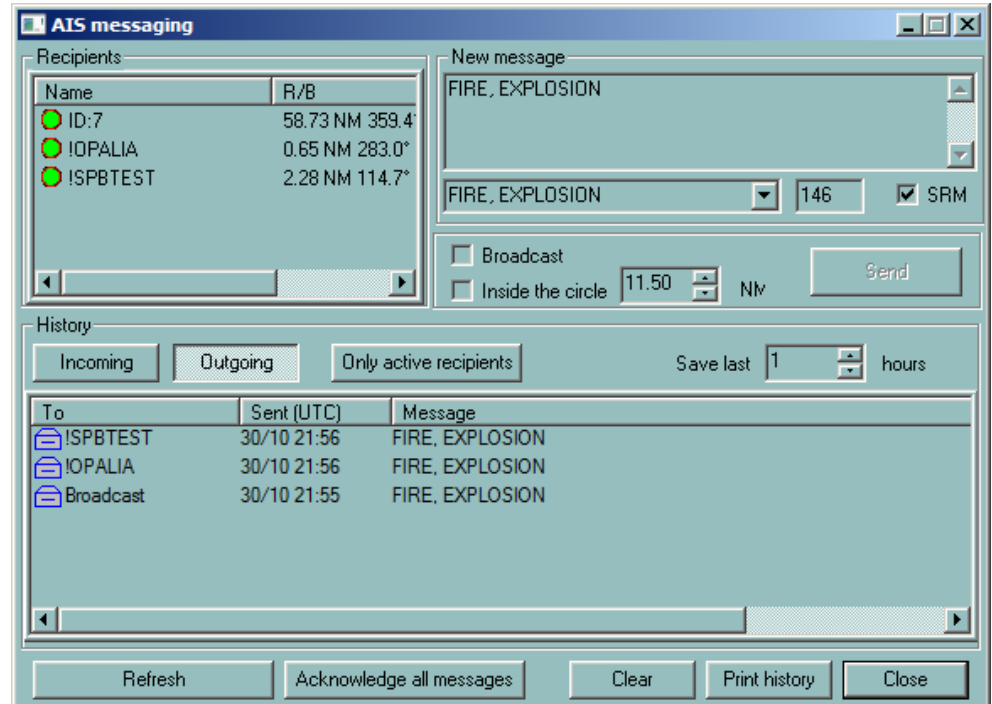 AIS messaging
Recipients
Name R/B
ID:7 58.73 NM 359.4°
!OPALIA 0.65 NM 283.0°
!SPBTEST 2.28 NM 114.7°
New message
FIRE, EXPLOSION
FIRE, EXPLOSION 146 SRM
Broadcast
Inside the circle 11.50 NM
Send
History
Incoming Outgoing Only active recipients Save last 1 hours
To Sent (UTC) Message
!SPBTEST 30/10 21:56 FIRE, EXPLOSION
!OPALIA 30/10 21:56 FIRE, EXPLOSION
Broadcast 30/10 21:55 FIRE, EXPLOSION
Refresh Acknowledge all messages Clear Print history Close